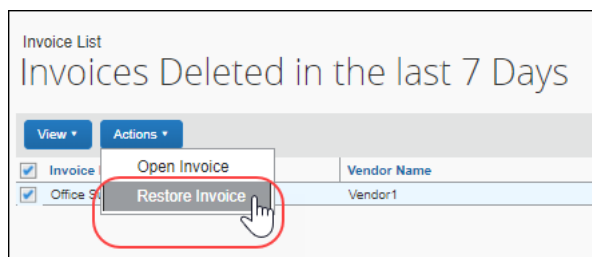 Invoice List
Invoices Deleted in the last 7 Days
View Actions
Invoice Open Invoice Vendor Name
Office Restore Invoice Vendor1